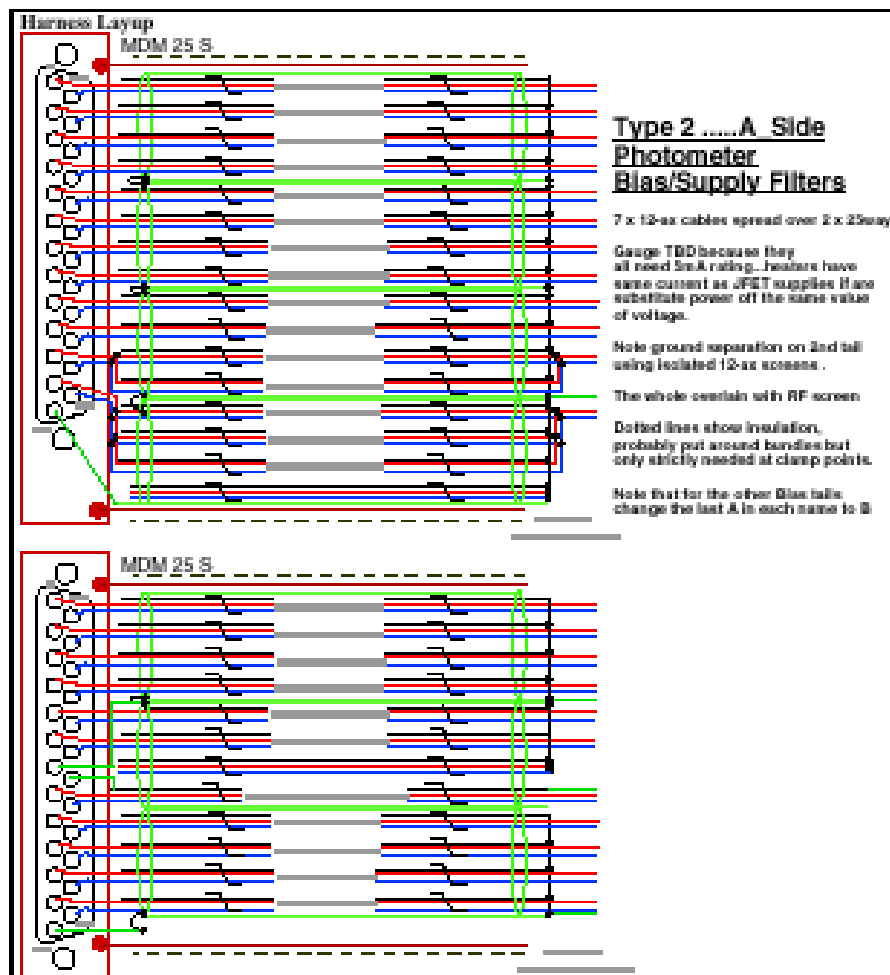 Harness Layup
MDM 25 S
Type 2 ......A_Side
Photometer
Bias/Supply Filters
7 x 12-ax cables spread over 2 x 25way
Gauge TBD because they
all need 5mA rating...heaters have
same current as JFET supplies if are
substitute power off the same value
of voltage.
Note ground separation on 2nd tail
using isolated 12-ax screens .
The whole overlain with RF screen
Dotted lines show insulation,
probably put around bundles but
only strictly needed at clamp points.
Note that for the other Bias tails
change the last A in each name to B
MDM 25 S